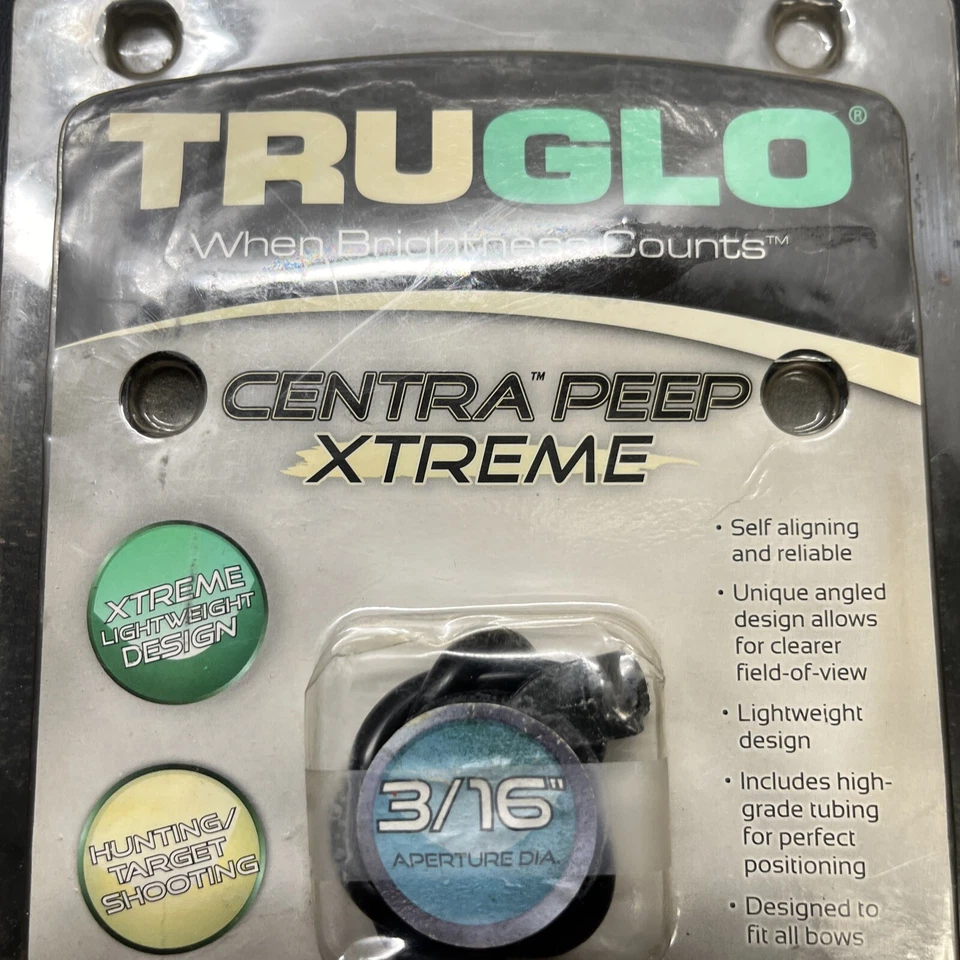 TRUGLO®
When Brightness Counts™
CENTRA™ PEEP
XTREME
XTREME
LIGHTWEIGHT
DESIGN
HUNTING/
TARGET
SHOOTING
3/16"
APERTURE DIA.
• Self aligning
and reliable
• Unique angled
design allows
for clearer
field-of-view
• Lightweight
design
• Includes high-
grade tubing
for perfect
positioning
• Designed to
fit all bows